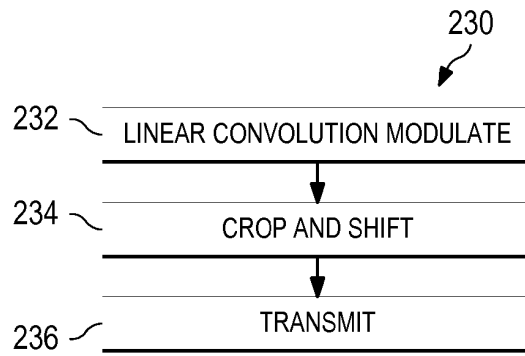 230
232
LINEAR CONVOLUTION MODULATE
234
CROP AND SHIFT
236
TRANSMIT